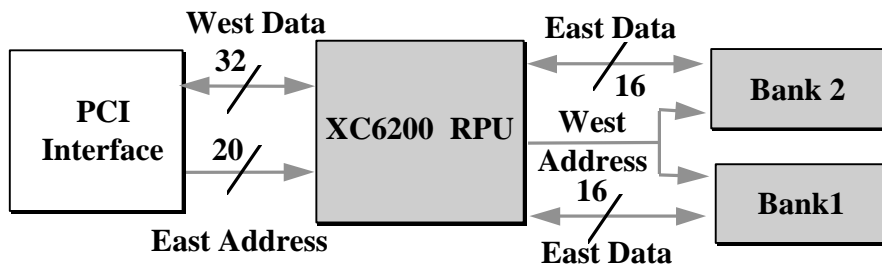 West Data
32
PCI
Interface
20
East Address
XC6200 RPU
East Data
16
West
Address
16
East Data
Bank 2
Bank1